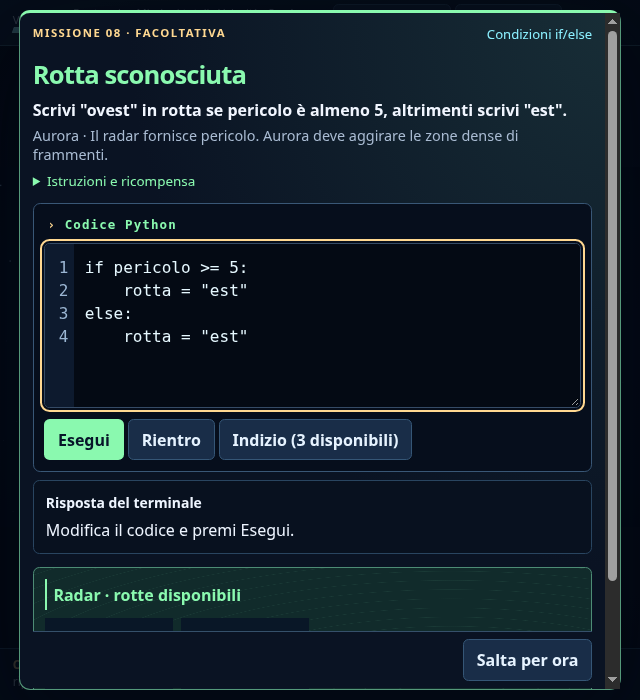 MISSIONE 08 · FACOLTATIVA
Condizioni if/else
Rotta sconosciuta
Scrivi "ovest" in rotta se pericolo è almeno 5, altrimenti scrivi "est".
Aurora · Il radar fornisce pericolo. Aurora deve aggirare le zone dense di
frammenti.
Istruzioni e ricompensa
› Codice Python
1 if pericolo >= 5:
2     rotta = "est"
3 else:
4     rotta = "est"
Esegui
Rientro
Indizio (3 disponibili)
Risposta del terminale
Modifica il codice e premi Esegui.
Radar · rotte disponibili
Salta per ora